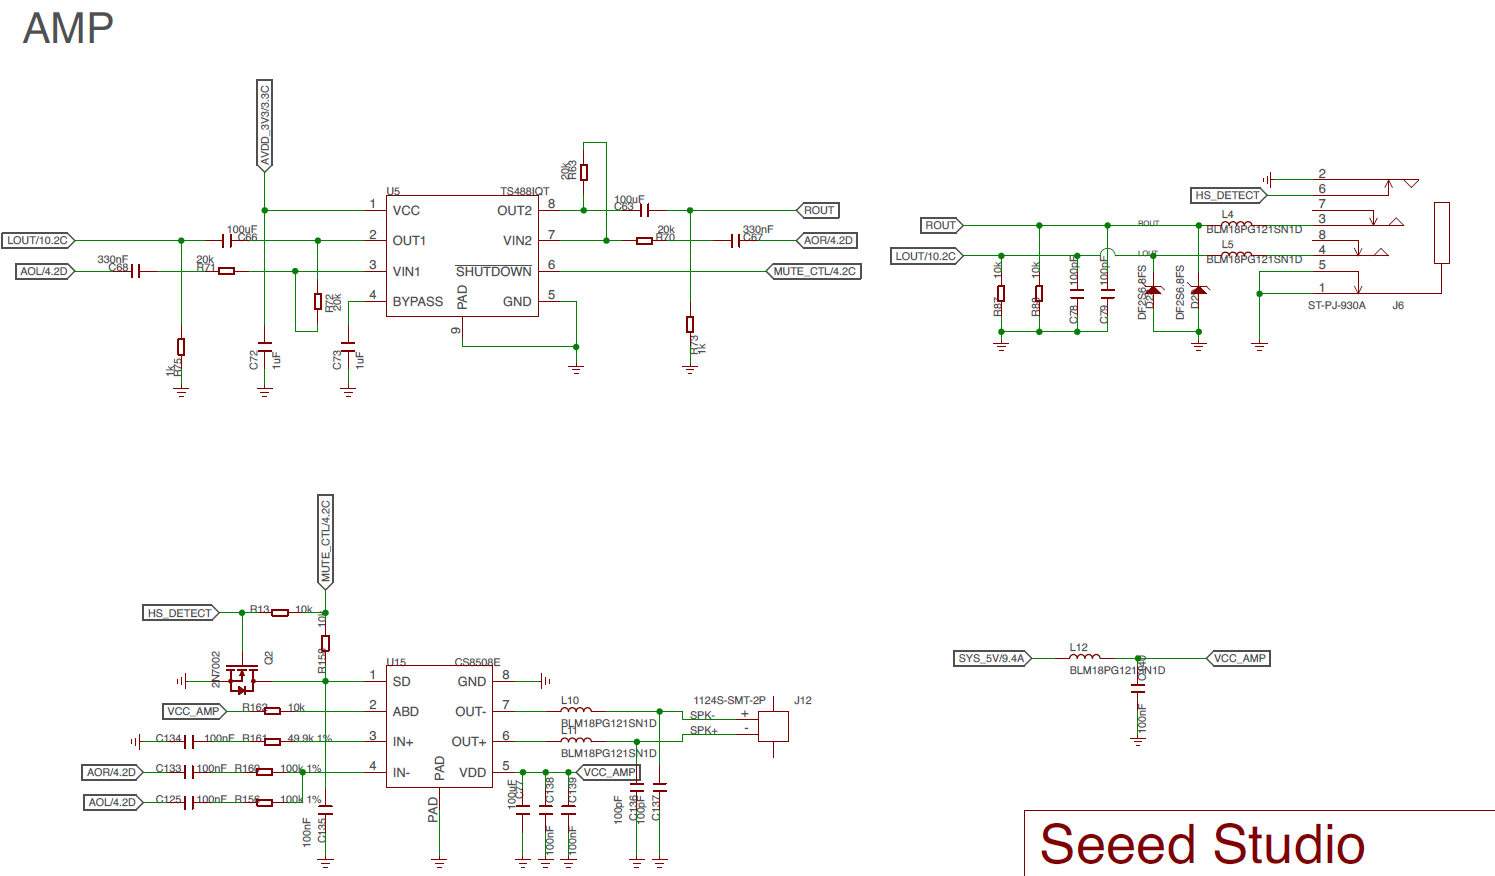 AMP
AVDD_3V3/3.3C
U5
TS488IQT
1 VCC OUT2 8
2 OUT1 VIN2 7
3 VIN1 SHUTDOWN 6
4 BYPASS GND 5
PAD
9
LOUT/10.2C
AOL/4.2D
100uF
C66
330nF
C68
20k
R71
R72
20k
1k
R75
C72
1uF
C73
1uF
20k
R63
100uF
C63
20k
R70
330nF
C67
R73
1k
ROUT
AOR/4.2D
MUTE_CTL/4.2C
ROUT
LOUT/10.2C
10k
R87
10k
R88
100pF
C78
100pF
C79
ROUT
LOUT
DF2S6.8FS
DF2S6.8FS
L4
BLM18PG121SN1D
L5
BLM18PG121SN1D
HS_DETECT
2
6
7
3
8
4
5
1
ST-PJ-930A
J6
MUTE_CTL/4.2C
HS_DETECT
R13
10k
10k
R158
2N7002
Q2
VCC_AMP
R162
10k
C134
100nF
R161
49.9k 1%
AOR/4.2D
C133
100nF
R160
100k 1%
AOL/4.2D
C125
100nF
R156
100k 1%
100nF
C135
U15
CS8508E
1 SD GND 8
2 ABD OUT- 7
3 IN+ OUT+ 6
4 IN- VDD 5
PAD
PAD
L10
BLM18PG121SN1D
L11
BLM18PG121SN1D
VCC_AMP
100uF
C138
100nF
C139
100nF
100pF
C136
100pF
C137
1124S-SMT-2P
J12
SPK- +
SPK+ -
SYS_5V/9.4A
L12
BLM18PG121SN1D
VCC_AMP
100nF
Seeed Studio